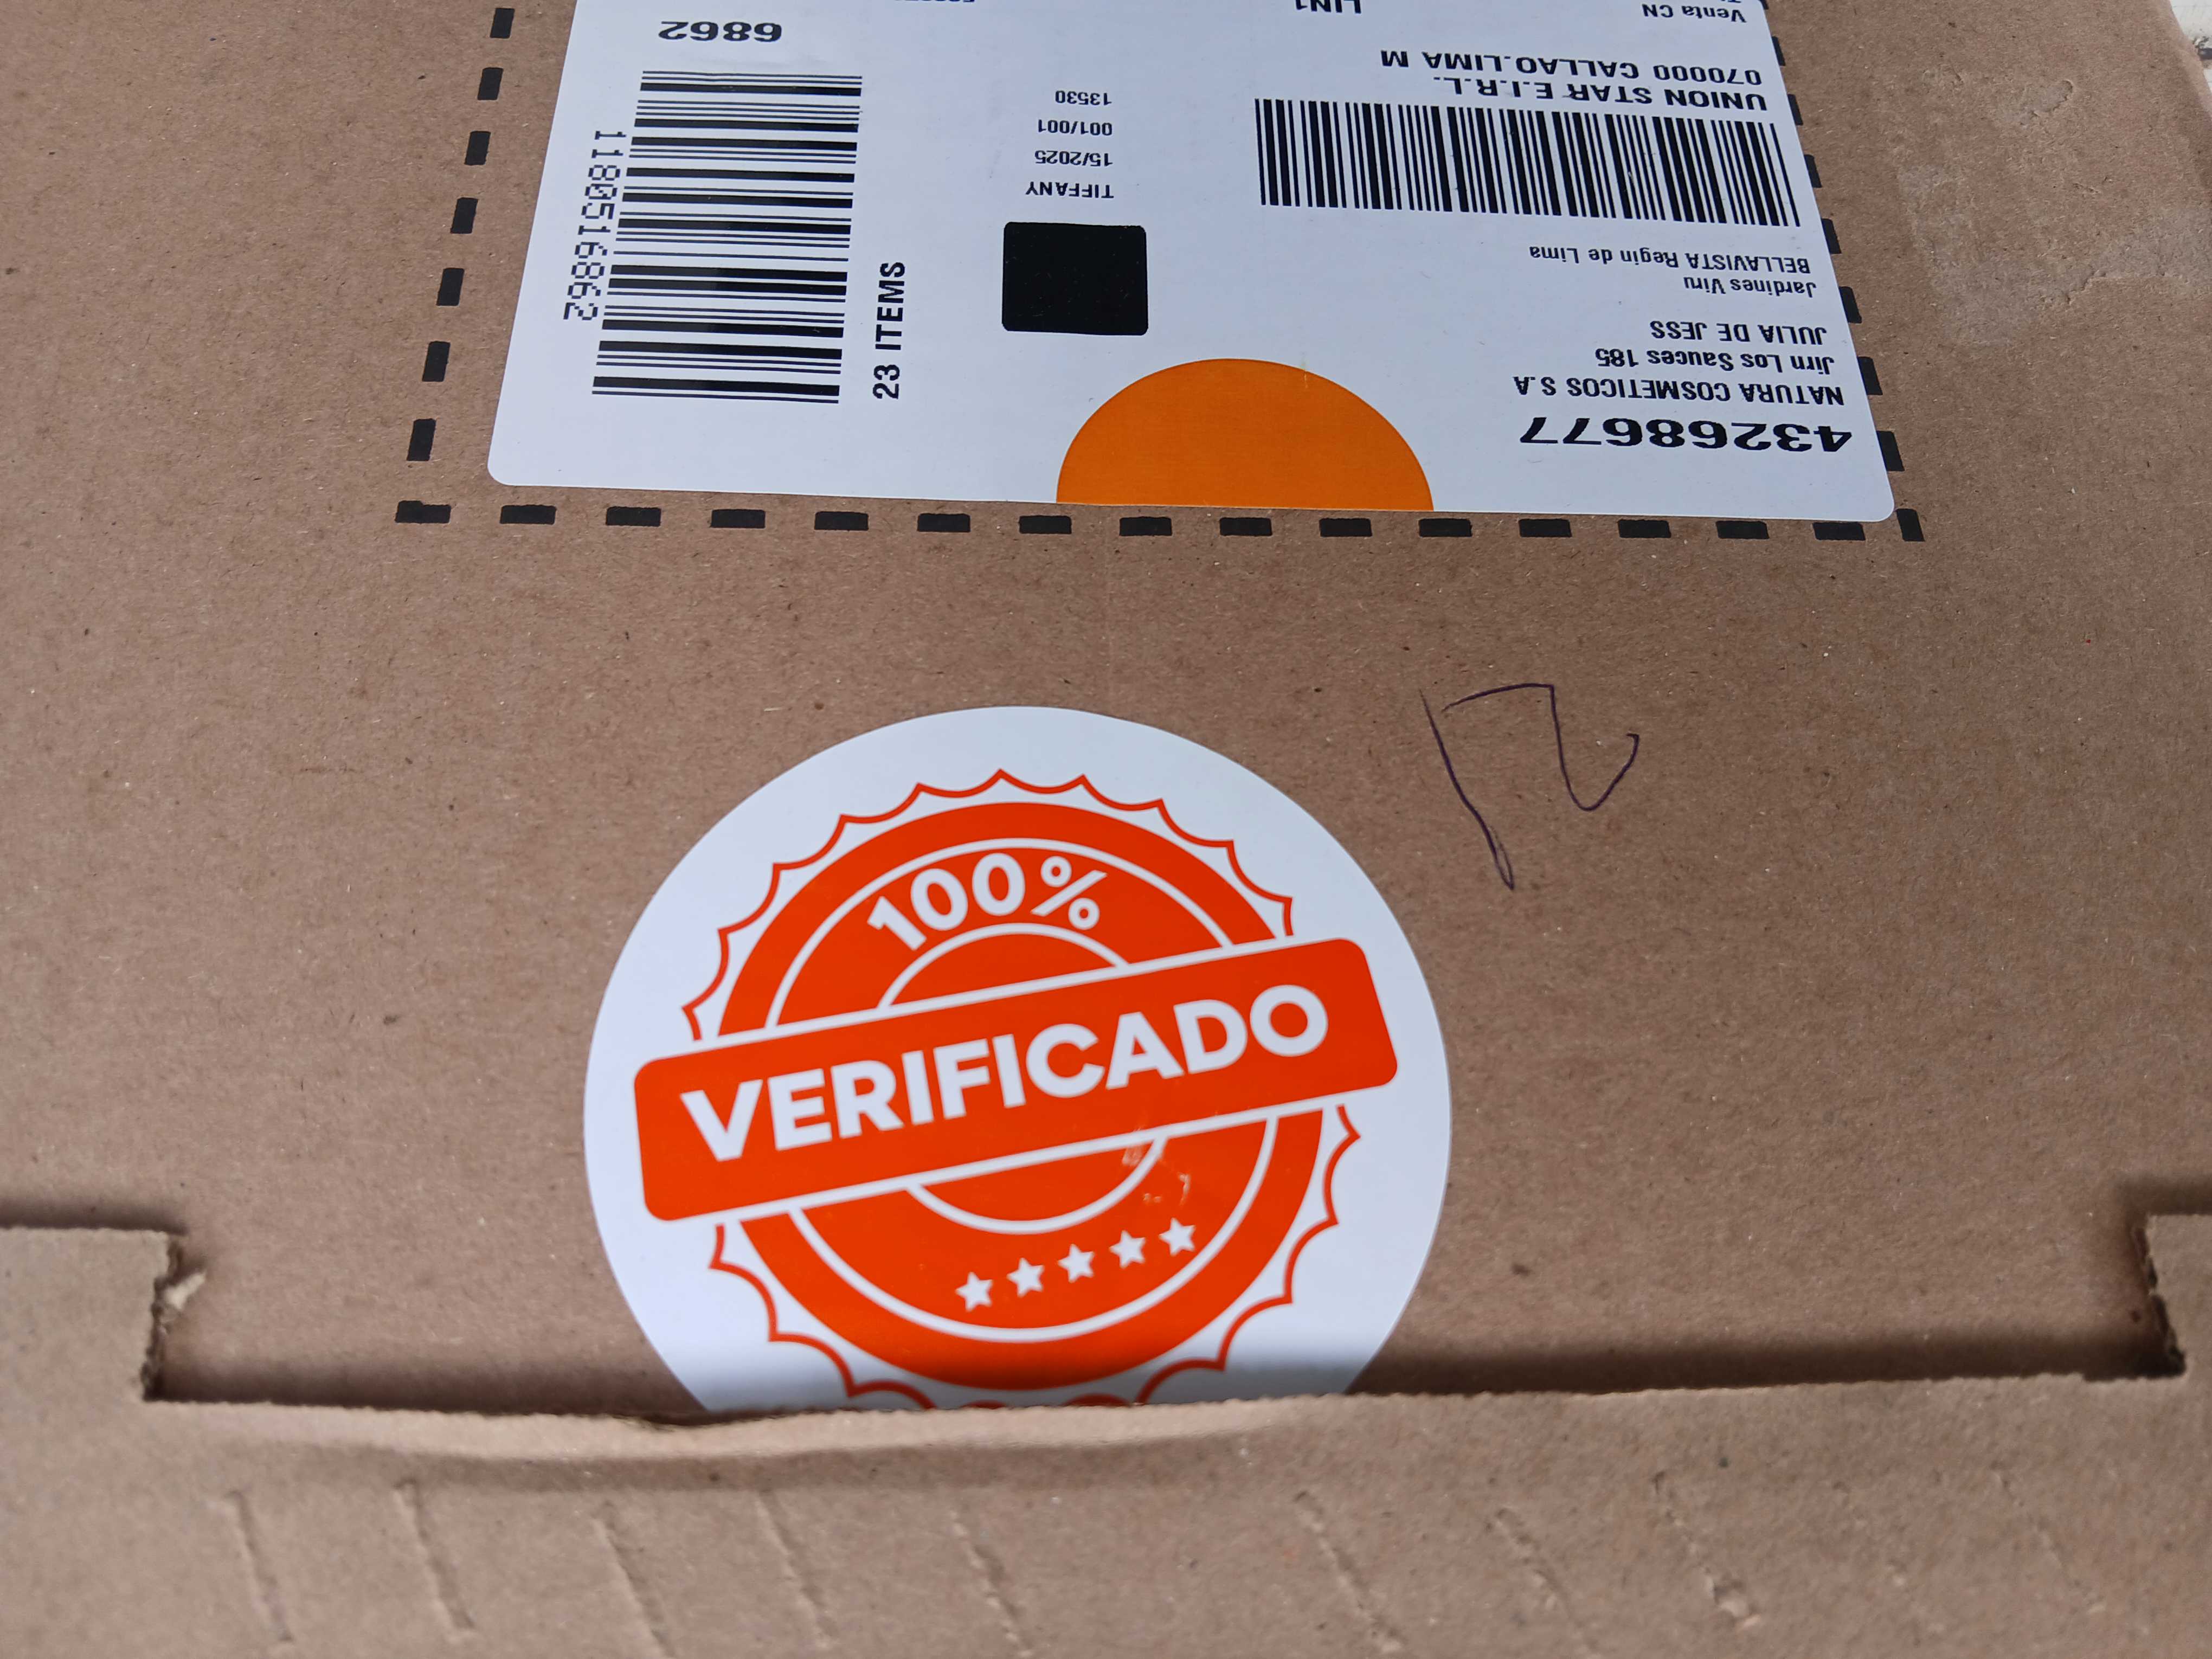 43268677
NATURA COSMETICOS S.A
Jirn Los Sauces 185
JULIA DE JESS
Jardines Viru
BELLAVISTA Regin de Lima
UNION STAR E.I.R.L.
070000 CALLAO.LIMA M
Venta CN
LIN1
TIFFANY
15/2025
001/001
13530
23 ITEMS
1180516862
6862
100%
VERIFICADO